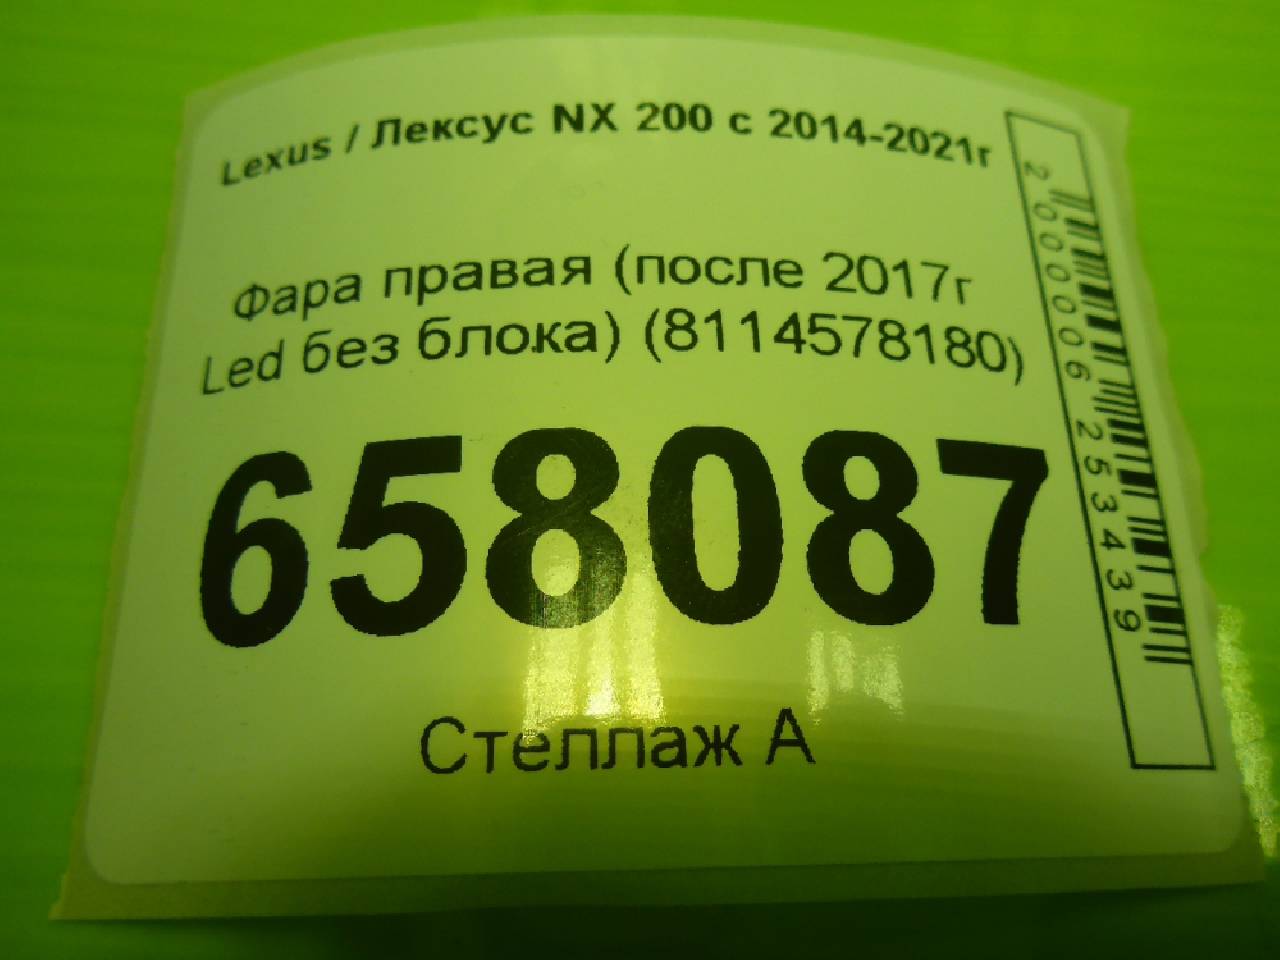 Lexus / Лексус NX 200 с 2014-2021г
Фара правая (после 2017г
Led без блока) (8114578180)
658087
Стеллаж А
2000006253439